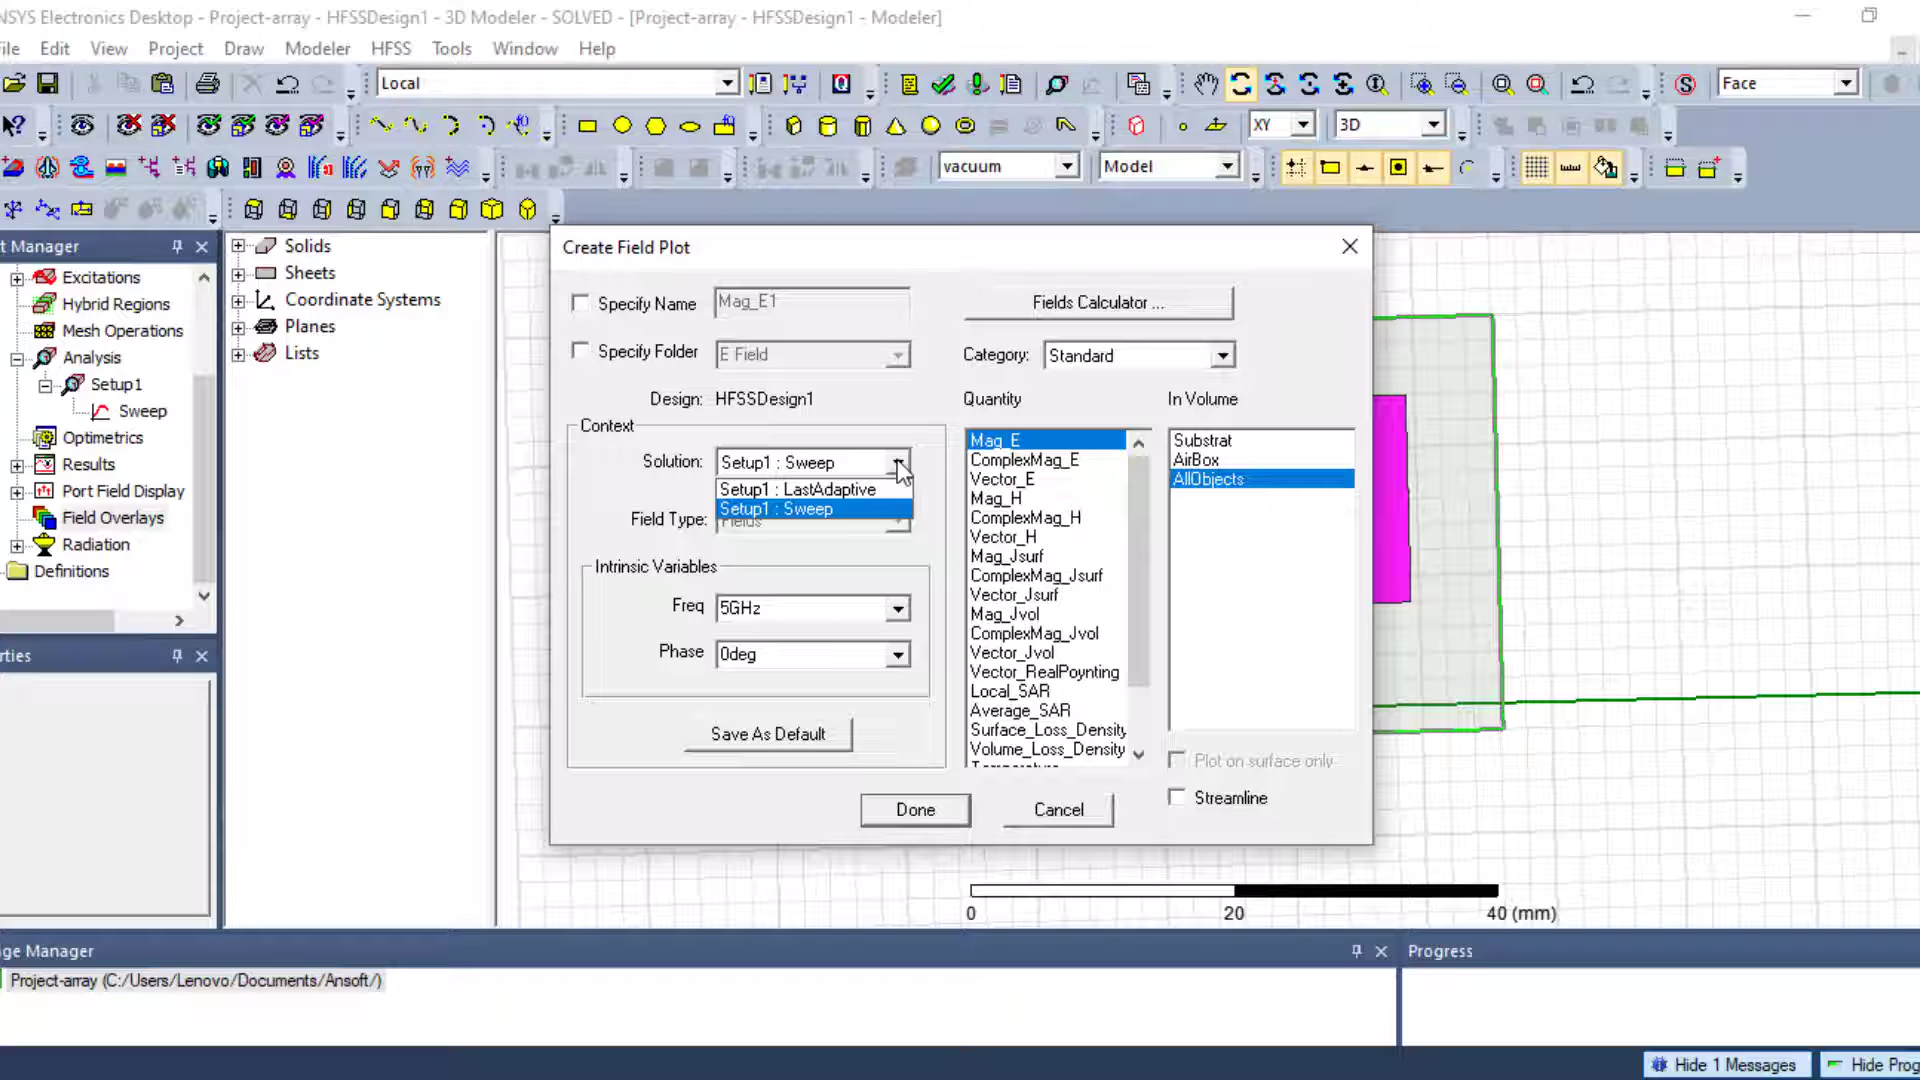 NSYS Electronics Desktop - Project-array - HFSSDesign1 - 3D Modeler - SOLVED - [Project-array - HFSSDesign1 - Modeler]
ile Edit View Project Draw Modeler HFSS Tools Window Help
Local
Face
XY
3D
vacuum
Model
t Manager
Excitations
Hybrid Regions
Mesh Operations
Analysis
Setup1
Sweep
Optimetrics
Results
Port Field Display
Field Overlays
Radiation
Definitions
rties
Solids
Sheets
Coordinate Systems
Planes
Lists
Create Field Plot
Specify Name
Mag_E1
Fields Calculator ...
Specify Folder
E Field
Category:
Standard
Design: HFSSDesign1
Quantity
In Volume
Context
Solution:
Setup1 : Sweep
Setup1 : LastAdaptive
Setup1 : Sweep
Field Type:
Fields
Intrinsic Variables
Freq
5GHz
Phase
0deg
Save As Default
Mag_E
ComplexMag_E
Vector_E
Mag_H
ComplexMag_H
Vector_H
Mag_Jsurf
ComplexMag_Jsurf
Vector_Jsurf
Mag_Jvol
ComplexMag_Jvol
Vector_Jvol
Vector_RealPoynting
Local_SAR
Average_SAR
Surface_Loss_Density
Volume_Loss_Density
Temperature
Substrat
AirBox
AllObjects
Plot on surface only
Streamline
Done
Cancel
0
20
40 (mm)
ge Manager
Project-array (C:/Users/Lenovo/Documents/Ansoft/)
Progress
Hide 1 Messages
Hide Prog